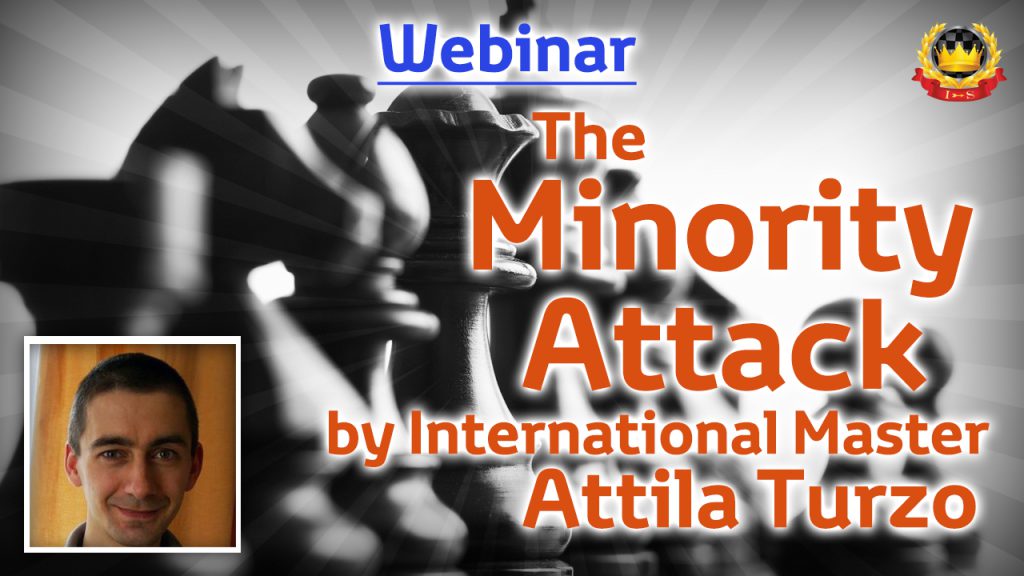 Webinar
The
Minority
Attack
by International Master
Attila Turzo